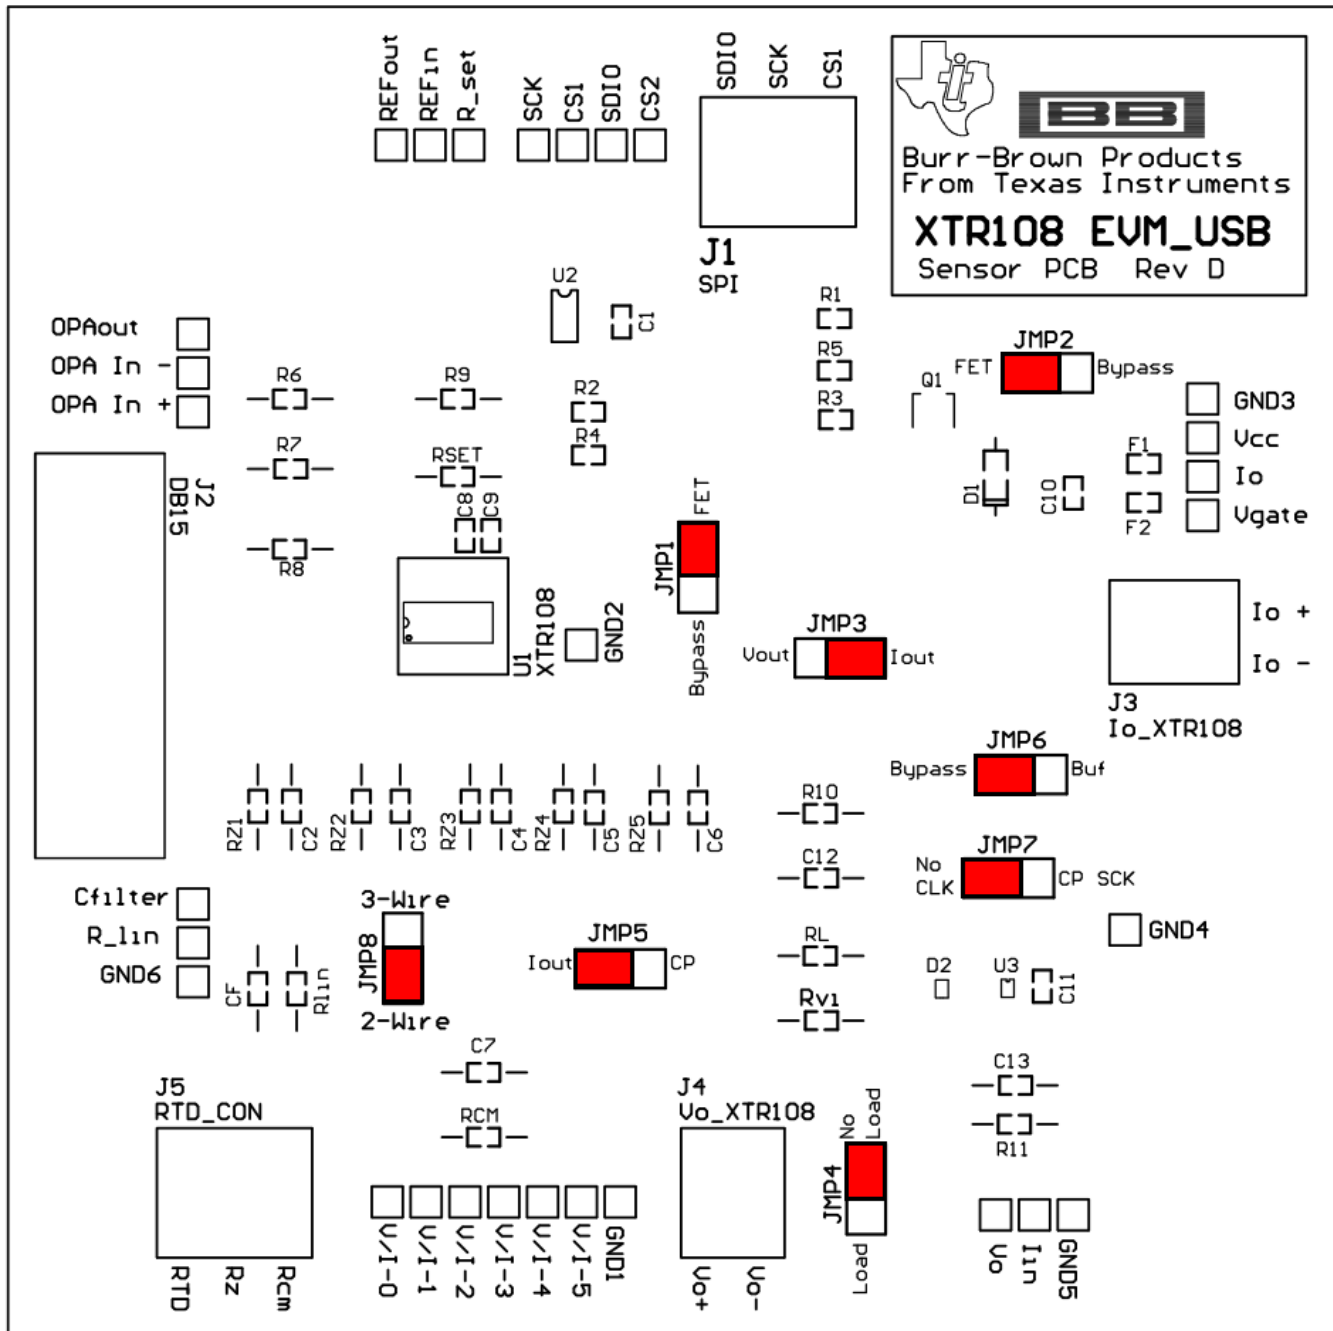 REFout
REFin
R_set
SCK
CS1
SDIO
CS2
SDIO
SCK
CS1
J1
SPI
BB
Burr-Brown Products
From Texas Instruments
XTR108 EVM_USB
Sensor PCB Rev D
U2
C1
R1
R5
R3
OPAout
OPA In -
OPA In +
R6
R9
R2
R4
R7
RSET
C8
C9
R8
J2
DB15
U1
XTR108
GND2
FET
JMP1
Bypass
JMP2
FET
Bypass
Q1
GND3
Vcc
Io
Vgate
D1
C10
F1
F2
JMP3
Vout
Iout
Io +
Io -
J3
Io_XTR108
JMP6
Bypass
Buf
RZ1
C2
RZ2
C3
RZ3
C4
RZ4
C5
RZ5
C6
R10
C12
RL
Rvi
JMP7
No
CLK
CP SCK
GND4
Cfilter
R_lin
GND6
CF
Rlin
3-Wire
JMP8
2-Wire
JMP5
Iout
CP
D2
U3
C11
C7
RCM
C13
R11
J5
RTD_CON
RTD
Rz
Rcm
V/I-0
V/I-1
V/I-2
V/I-3
V/I-4
V/I-5
GND1
J4
Vo_XTR108
Vo+
Vo-
No
Load
JMP4
Load
Vo
Iin
GND5